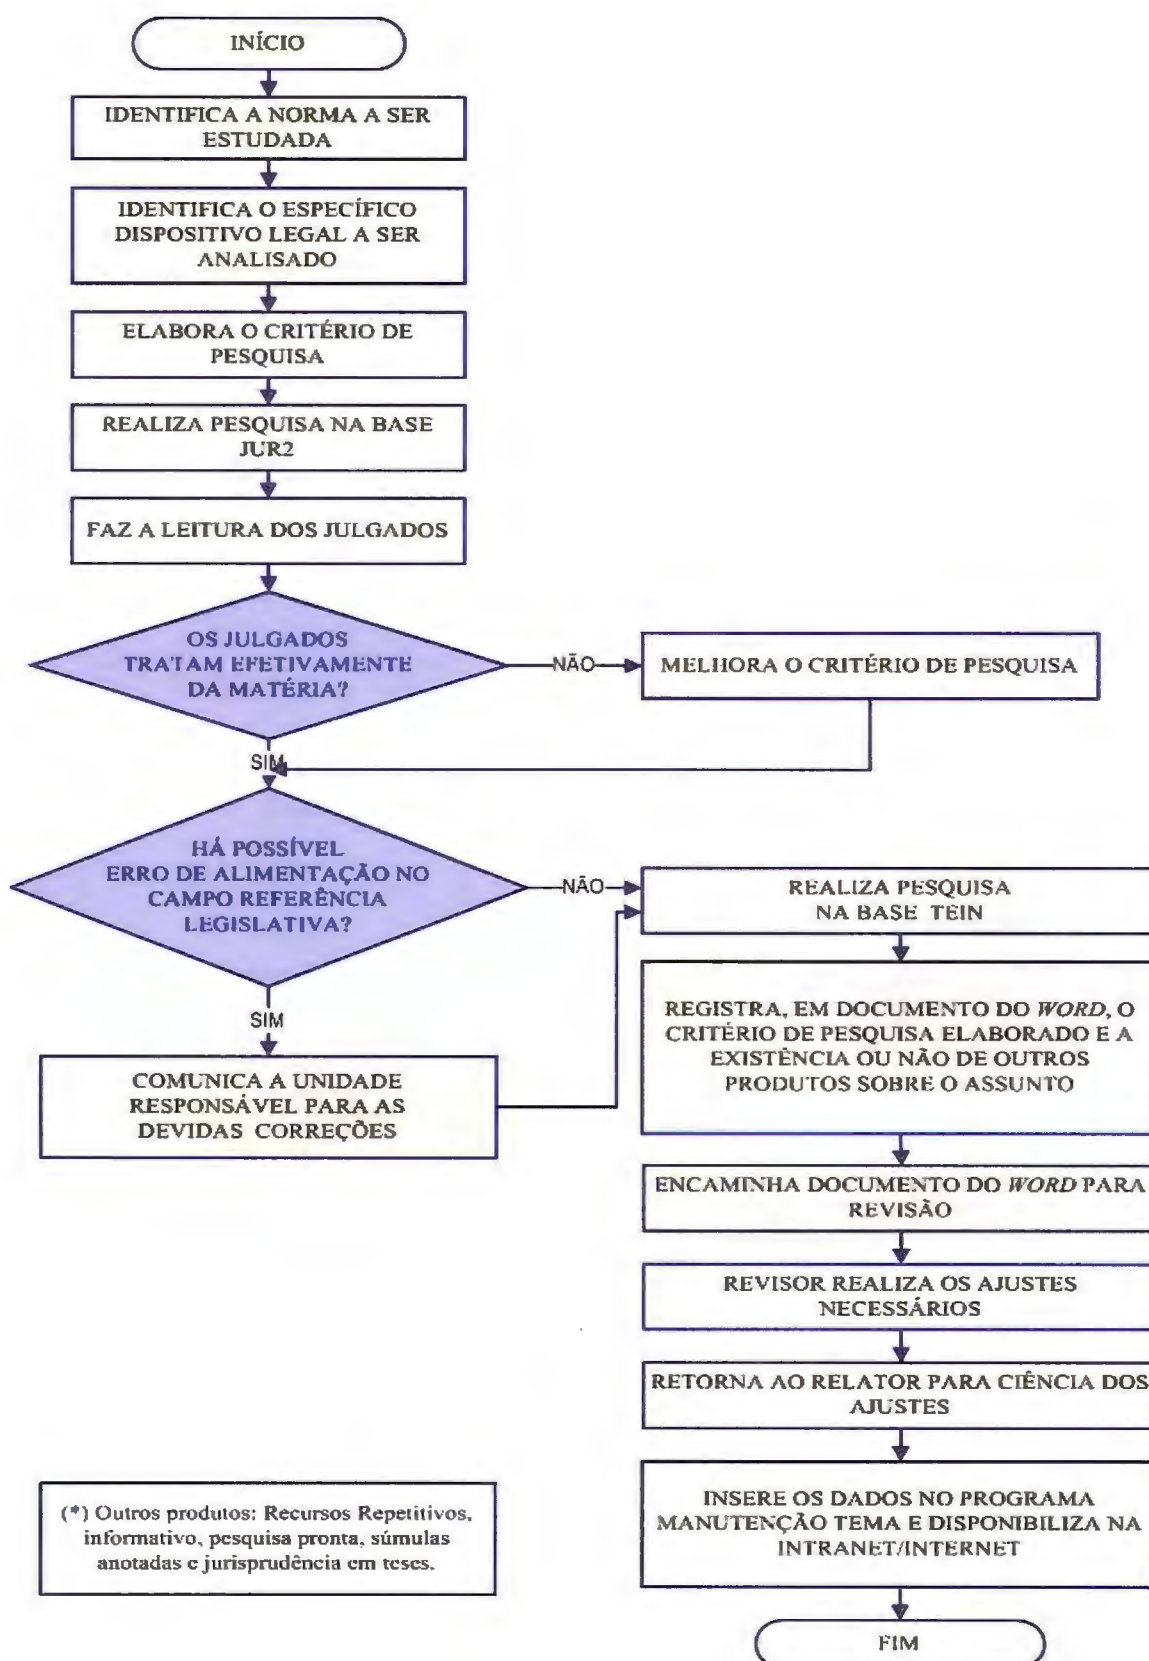 INÍCIO
IDENTIFICA A NORMA A SER
ESTUDADA
IDENTIFICA O ESPECÍFICO
DISPOSITIVO LEGAL A SER
ANALISADO
ELABORA O CRITÉRIO DE
PESQUISA
REALIZA PESQUISA NA BASE
JUR2
FAZ A LEITURA DOS JULGADOS
OS JULGADOS
TRATAM EFETIVAMENTE
DA MATÉRIA?
NÃO
MELHORA O CRITÉRIO DE PESQUISA
SIM
HÁ POSSÍVEL
ERRO DE ALIMENTAÇÃO NO
CAMPO REFERÊNCIA
LEGISLATIVA?
NÃO
REALIZA PESQUISA
NA BASE TEIN
SIM
COMUNICA A UNIDADE
RESPONSÁVEL PARA AS
DEVIDAS CORREÇÕES
REGISTRA, EM DOCUMENTO DO WORD, O
CRITÉRIO DE PESQUISA ELABORADO E A
EXISTÊNCIA OU NÃO DE OUTROS
PRODUTOS SOBRE O ASSUNTO
ENCAMINHA DOCUMENTO DO WORD PARA
REVISÃO
REVISOR REALIZA OS AJUSTES
NECESSÁRIOS
RETORNA AO RELATOR PARA CIÊNCIA DOS
AJUSTES
INSERE OS DADOS NO PROGRAMA
MANUTENÇÃO TEMA E DISPONIBILIZA NA
INTRANET/INTERNET
FIM
(*) Outros produtos: Recursos Repetitivos,
informativo, pesquisa pronta, súmulas
anotadas e jurisprudência em teses.